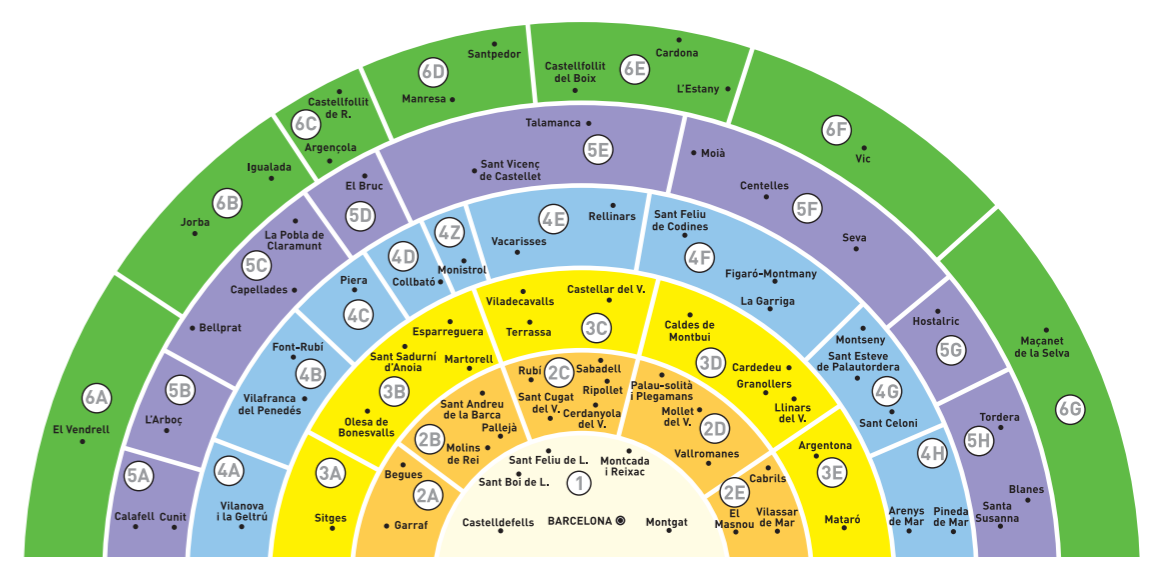 Santpedor
6D
Manresa
Castellfollit
del Boix
6E
Cardona
L'Estany
6C
Castellfollit
de R.
Argençola
6F
Vic
Igualada
6B
Jorba
Talamanca
5E
Sant Vicenç
de Castellet
Moià
Centelles
5F
Seva
El Bruc
5D
La Pobla de
Claramunt
5C
Capellades
Bellprat
4Z
Monistrol
4D
Collbató
4E
Rellinars
Vacarisses
Sant Feliu
de Codines
4F
Figaró-Montmany
La Garriga
Piera
4C
Font-Rubí
4B
Vilafranca
del Penedés
Viladecavalls
Castellar del V.
Terrassa
3C
Caldes de
Montbui
3D
Cardedeu
Granollers
Llinars
del V.
Esparreguera
Sant Sadurní
d'Anoia
Martorell
3B
Olesa de
Bonesvalls
Montseny
Sant Esteve
de Palautordera
4G
Sant Celoni
Hostalric
5G
Maçanet
de la Selva
6G
6A
El Vendrell
5B
L'Arboç
Rubí
2C
Sabadell
Ripollet
Sant Cugat
del V.
Cerdanyola
del V.
Palau-solità
i Plegamans
Mollet
del V.
2D
Vallromanes
Sant Andreu
de la Barca
Pallejà
2B
Molins
de Rei
5A
Calafell
Cunit
4A
Vilanova
i la Geltrú
3A
Sitges
Begues
2A
Garraf
Sant Feliu de L.
Montcada
i Reixac
Sant Boi de L.
1
Castelldefells
BARCELONA
Montgat
2E
Cabrils
El
Masnou
Vilassar
de Mar
Argentona
3E
Mataró
4H
Arenys
de Mar
Pineda
de Mar
Tordera
5H
Blanes
Santa
Susanna